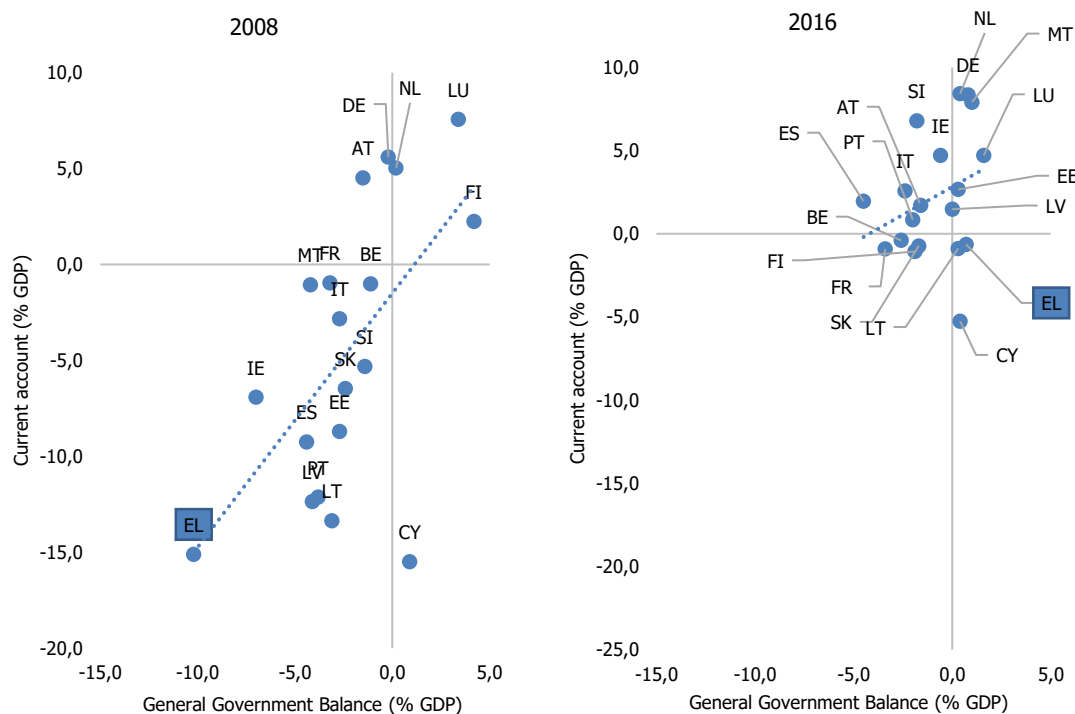 2008
10,0
5,0
0,0
-5,0
-10,0
-15,0
-20,0
-15,0 -10,0 -5,0 0,0 5,0
Current account (% GDP)
General Government Balance (% GDP)
DE
NL
LU
AT
FI
MT
FR
BE
IT
SI
SK
IE
EE
ES
PT
LV
LT
EL
CY
2016
10,0
5,0
0,0
-5,0
-10,0
-15,0
-20,0
-25,0
-15,0 -10,0 -5,0 0,0 5,0
Current account (% GDP)
General Government Balance (% GDP)
NL
MT
DE
SI
LU
AT
IE
ES
PT
IT
EE
BE
LV
FI
FR
EL
SK
LT
CY